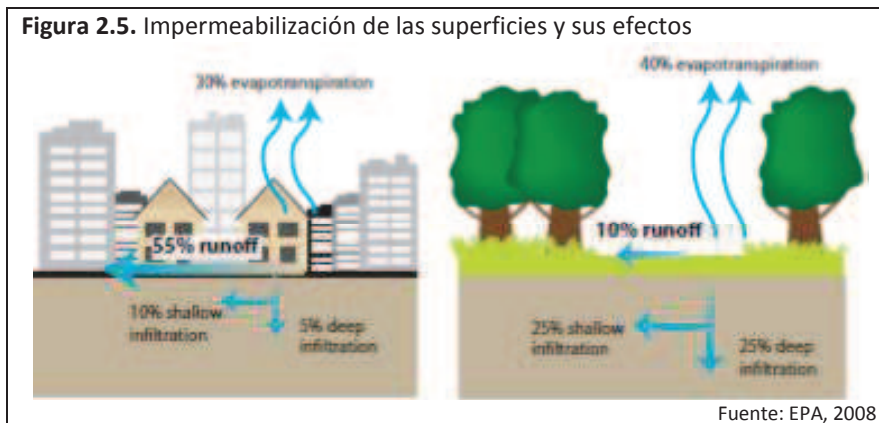 Figura 2.5. Impermeabilización de las superficies y sus efectos
30% evapotranspiration
55% runoff
10% shallow
infiltration
5% deep
infiltration
40% evapotranspiration
10% runoff
25% shallow
infiltration
25% deep
infiltration
Fuente: EPA, 2008